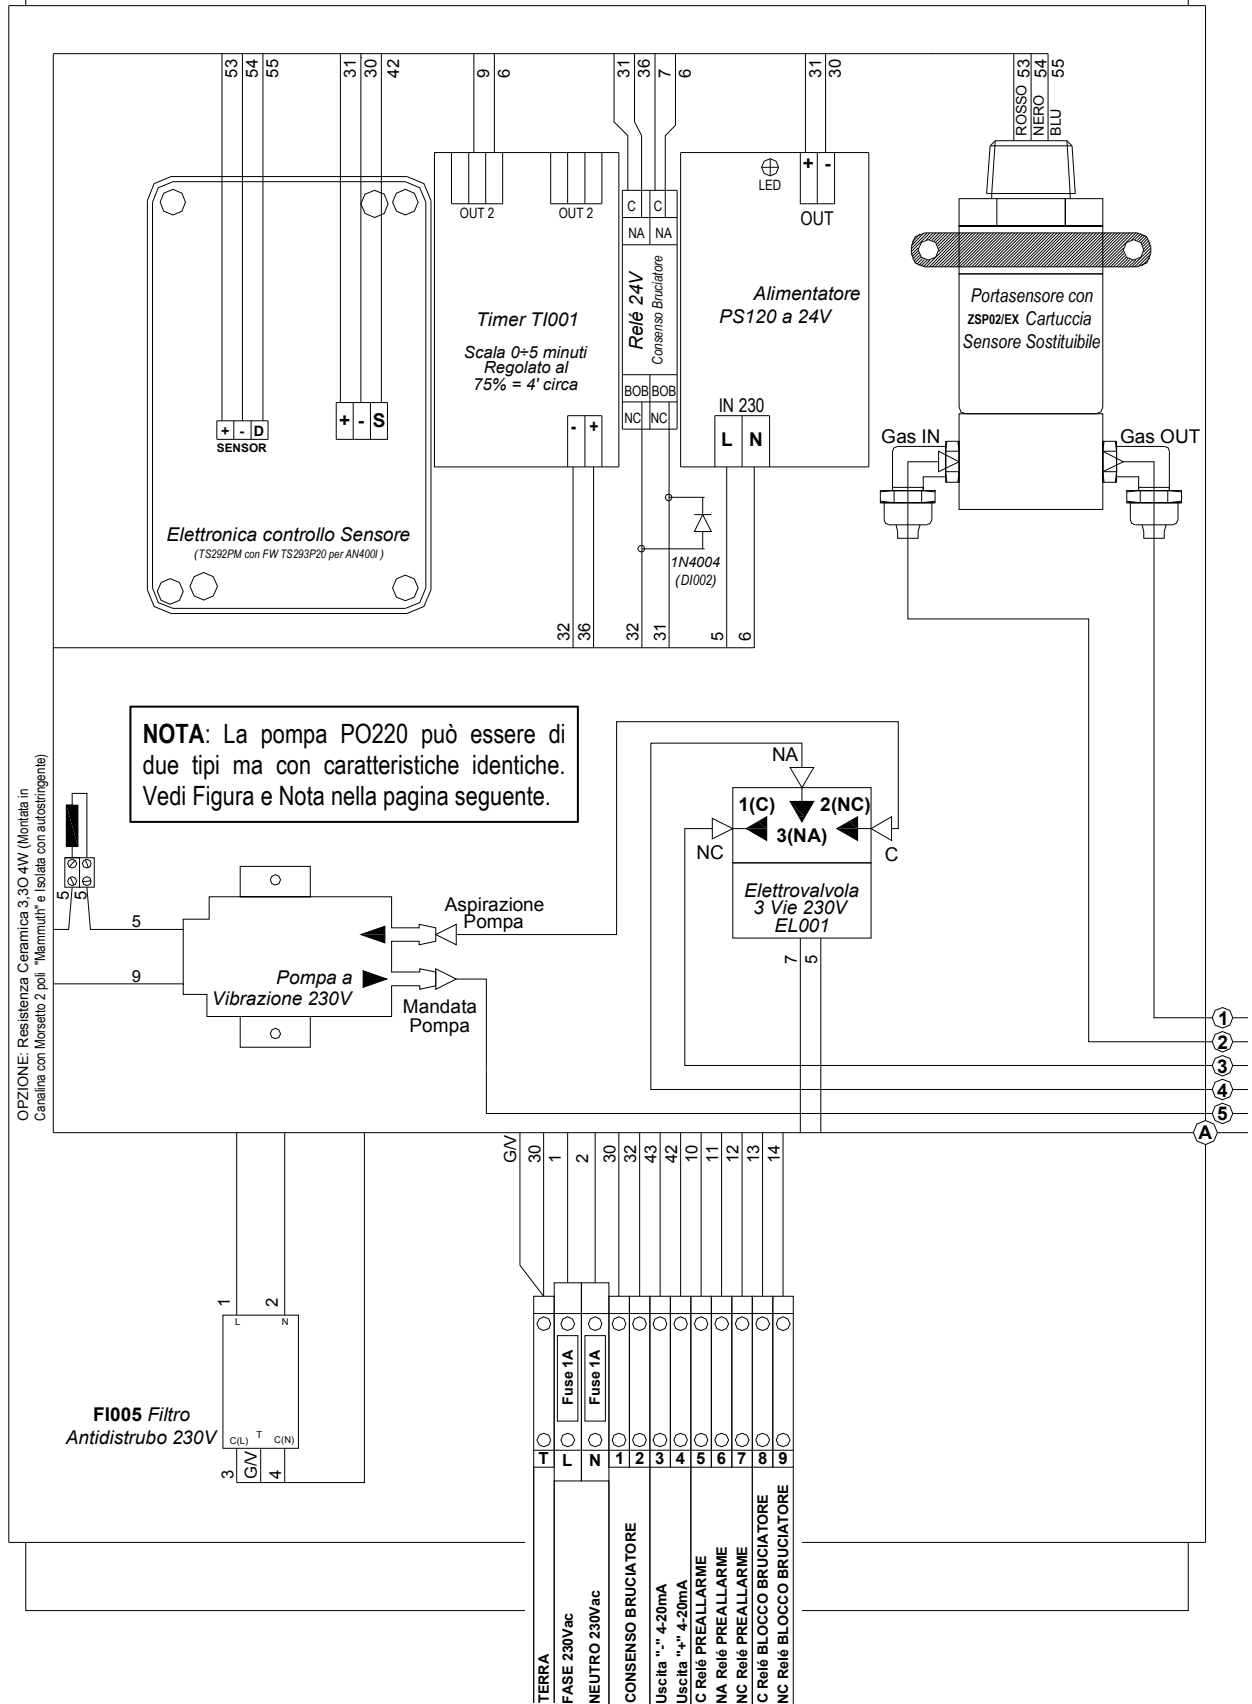 53 54 55
31 30 42
9 6
31 36 7 6
31 30
ROSSO 53
NERO 54
BLU 55
OUT 2
OUT 2
C C
NA NA
LED
+ -
OUT
Relé 24V
Consenso Bruciatore
Timer TI001
Scala 0÷5 minuti
Regolato al
75% = 4' circa
Alimentatore
PS120 a 24V
Portasensore con
ZSP02/EX Cartuccia
Sensore Sostituibile
BOB BOB
NC NC
IN 230
L N
- +
+ - D
SENSOR
+ - S
Gas IN
Gas OUT
Elettronica controllo Sensore
(TS292PM con FW TS293P20 per AN400I )
1N4004
(DI002)
32 36
32 31
5 6
NOTA: La pompa PO220 può essere di
due tipi ma con caratteristiche identiche.
Vedi Figura e Nota nella pagina seguente.
OPZIONE: Resistenza Ceramica 3,3O 4W (Montata in
Canalina con Morsetto 2 poli "Mammuth" e Isolata con autostringente)
5 5
5
9
Pompa a
Vibrazione 230V
Aspirazione
Pompa
Mandata
Pompa
NA
1(C) 2(NC)
3(NA)
NC
C
Elettrovalvola
3 Vie 230V
EL001
7 5
1
2
3
4
5
A
G/V 30 1 2 30 32 43 42 10 11 12 13 14
1 2
L N
FI005 Filtro
Antidistrubo 230V
C(L) T C(N)
3 G/V 4
Fuse 1A
Fuse 1A
T L N 1 2 3 4 5 6 7 8 9
TERRA
FASE 230Vac
NEUTRO 230Vac
CONSENSO BRUCIATORE
Uscita "-" 4-20mA
Uscita "+" 4-20mA
C Relé PREALLARME
NA Relé PREALLARME
NC Relé PREALLARME
C Relé BLOCCO BRUCIATORE
NC Relé BLOCCO BRUCIATORE